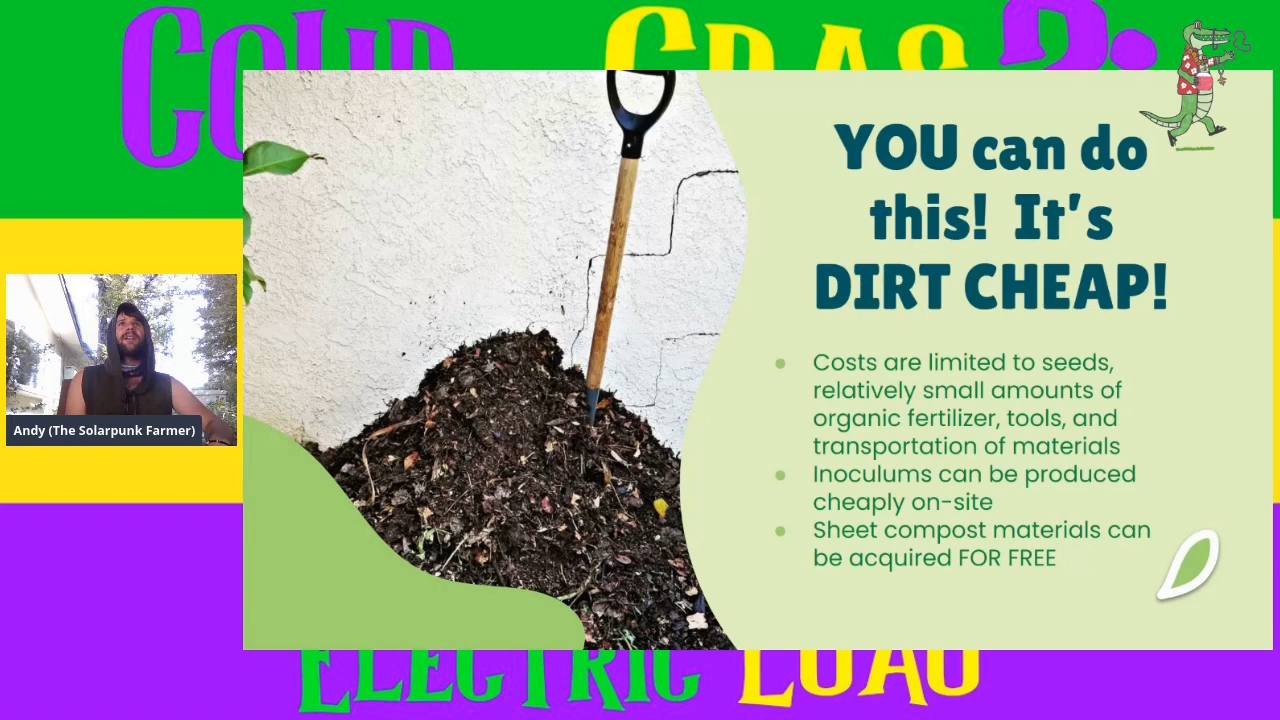 YOU can do
this! It's
DIRT CHEAP!
Costs are limited to seeds,
relatively small amounts of
organic fertilizer, tools, and
transportation of materials
Inoculums can be produced
cheaply on-site
Sheet compost materials can
be acquired FOR FREE
Andy (The Solarpunk Farmer)
ELECTRIC LUAU